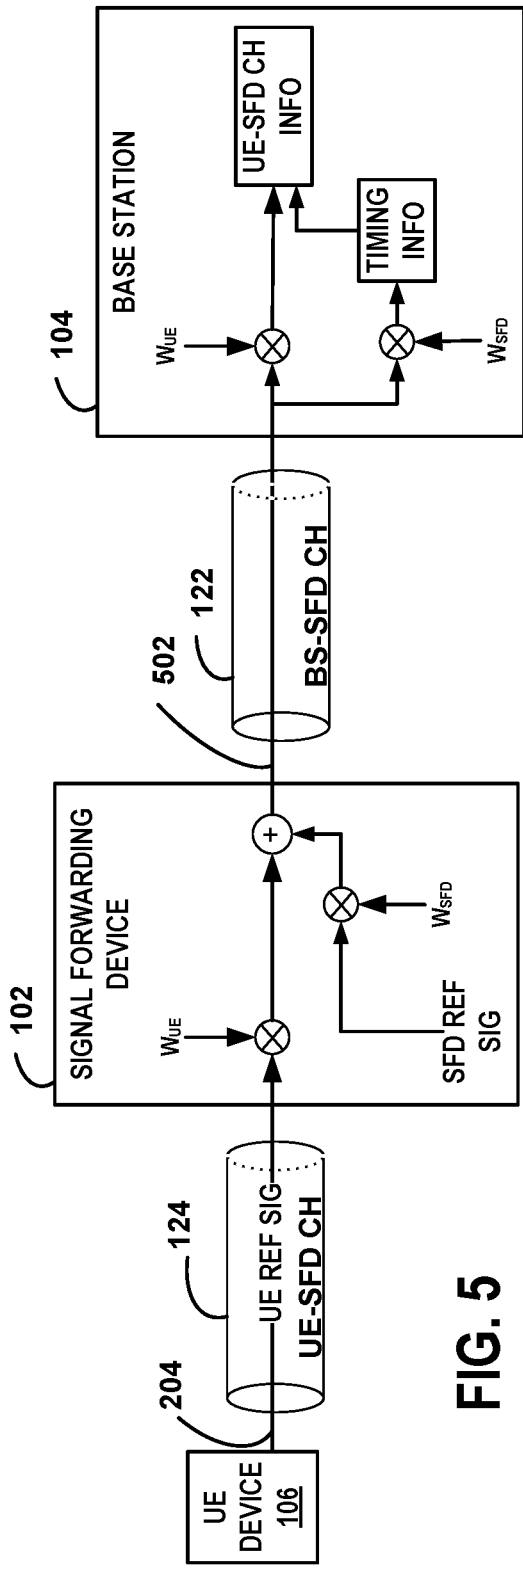 UE
DEVICE
106
204
124
UE REF SIG
UE-SFD CH
102
SIGNAL FORWARDING
DEVICE
WUE
+
WSFD
SFD REF
SIG
502
122
BS-SFD CH
104
BASE STATION
WUE
UE-SFD CH
INFO
TIMING
INFO
WSFD
FIG. 5